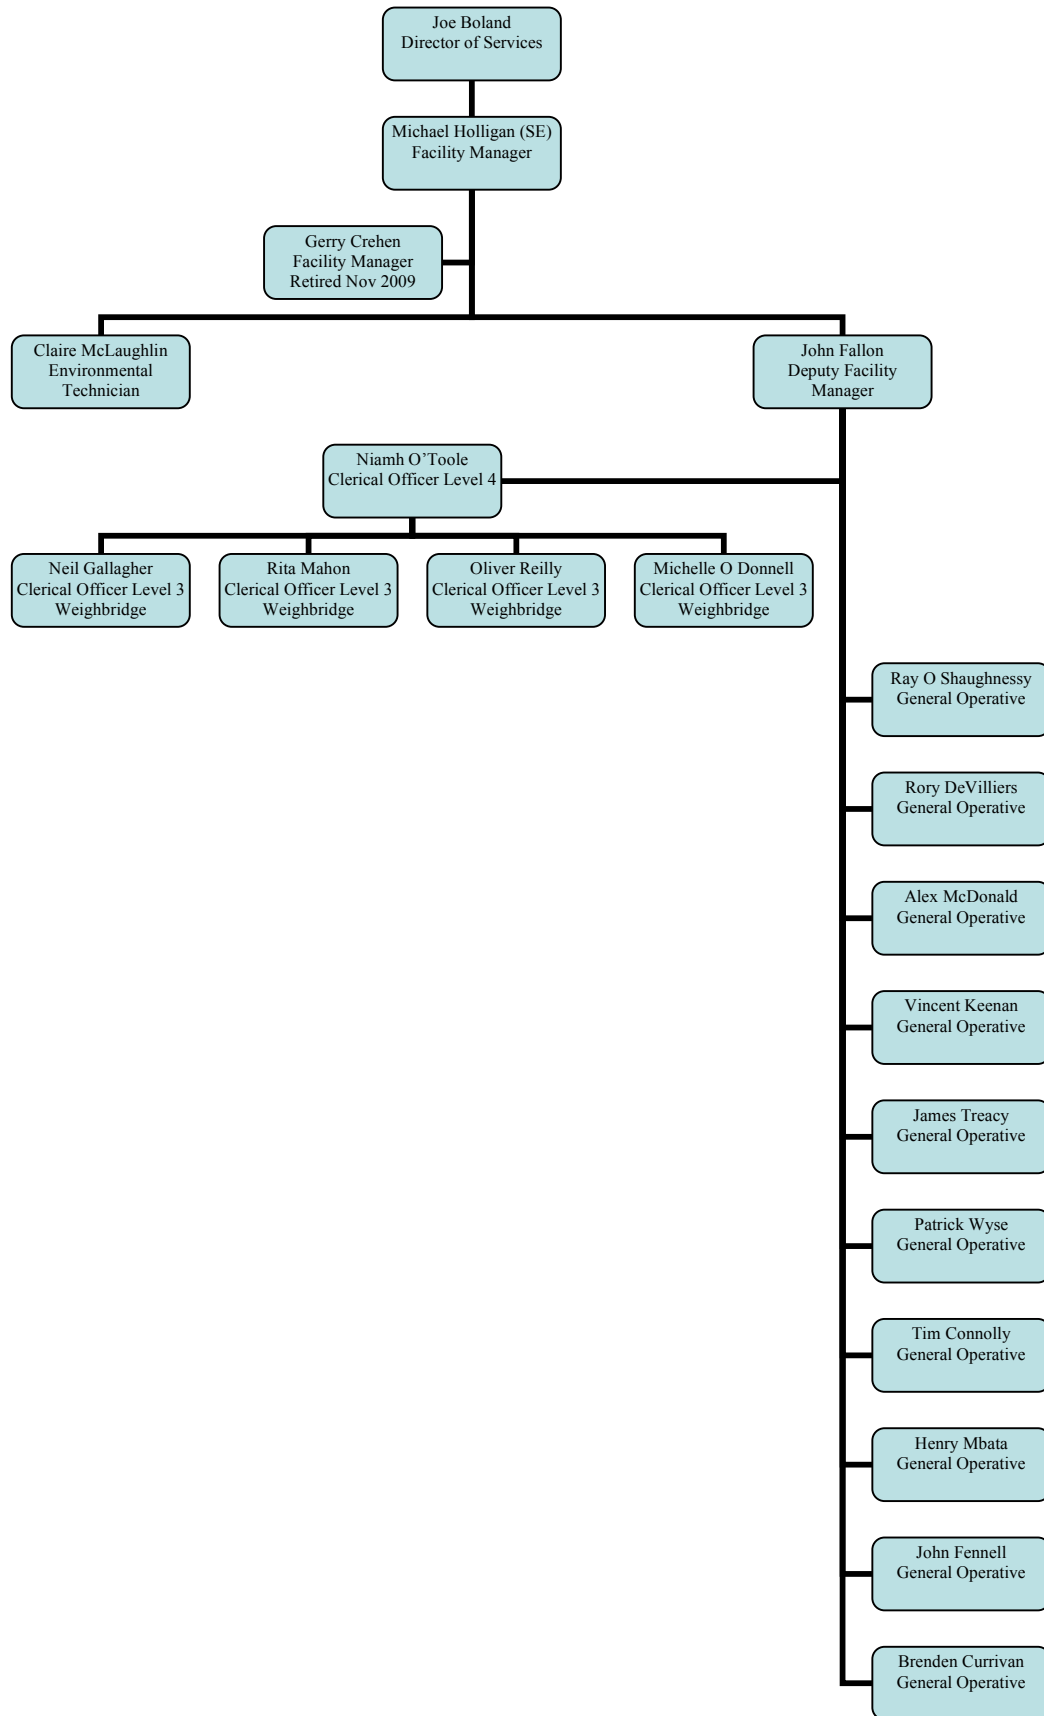 Joe Boland
Director of Services
Michael Holligan (SE)
Facility Manager
Gerry Crehen
Facility Manager
Retired Nov 2009
Claire McLaughlin
Environmental
Technician
John Fallon
Deputy Facility
Manager
Niamh O’Toole
Clerical Officer Level 4
Neil Gallagher
Clerical Officer Level 3
Weighbridge
Rita Mahon
Clerical Officer Level 3
Weighbridge
Oliver Reilly
Clerical Officer Level 3
Weighbridge
Michelle O Donnell
Clerical Officer Level 3
Weighbridge
Ray O Shaughnessy
General Operative
Rory DeVilliers
General Operative
Alex McDonald
General Operative
Vincent Keenan
General Operative
James Treacy
General Operative
Patrick Wyse
General Operative
Tim Connolly
General Operative
Henry Mbata
General Operative
John Fennell
General Operative
Brenden Currivan
General Operative